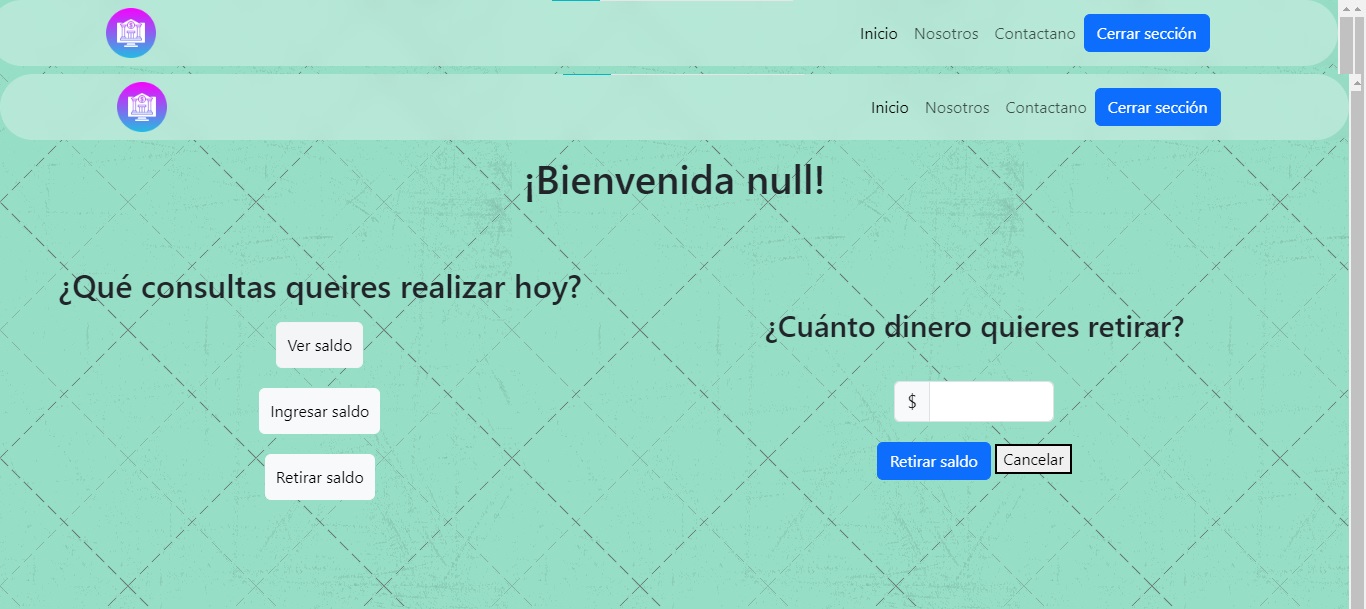 Inicio Nosotros Contactano Cerrar sección
Inicio Nosotros Contactano Cerrar sección
¡Bienvenida null!
¿Qué consultas queires realizar hoy?
Ver saldo
Ingresar saldo
Retirar saldo
¿Cuánto dinero quieres retirar?
$
Retirar saldo Cancelar